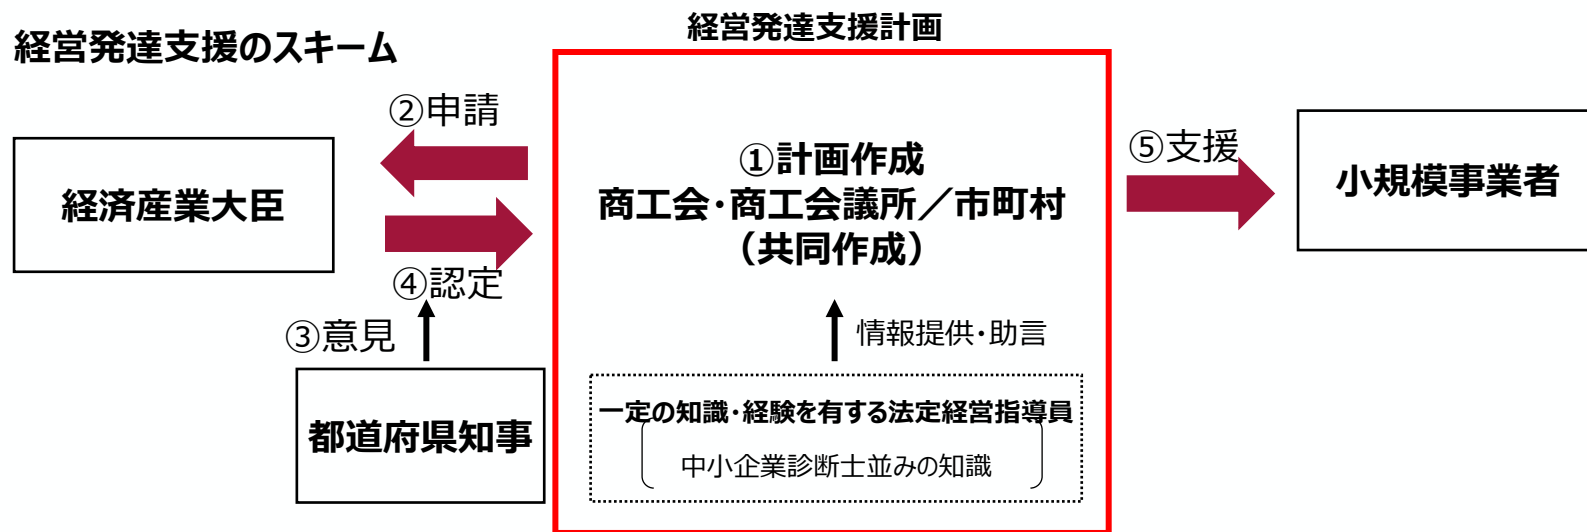 経営発達支援のスキーム
経営発達支援計画
②申請
経済産業大臣
④認定
③意見
都道府県知事
①計画作成
商工会・商工会議所／市町村
（共同作成）
情報提供・助言
一定の知識・経験を有する法定経営指導員
中小企業診断士並みの知識
⑤支援
小規模事業者